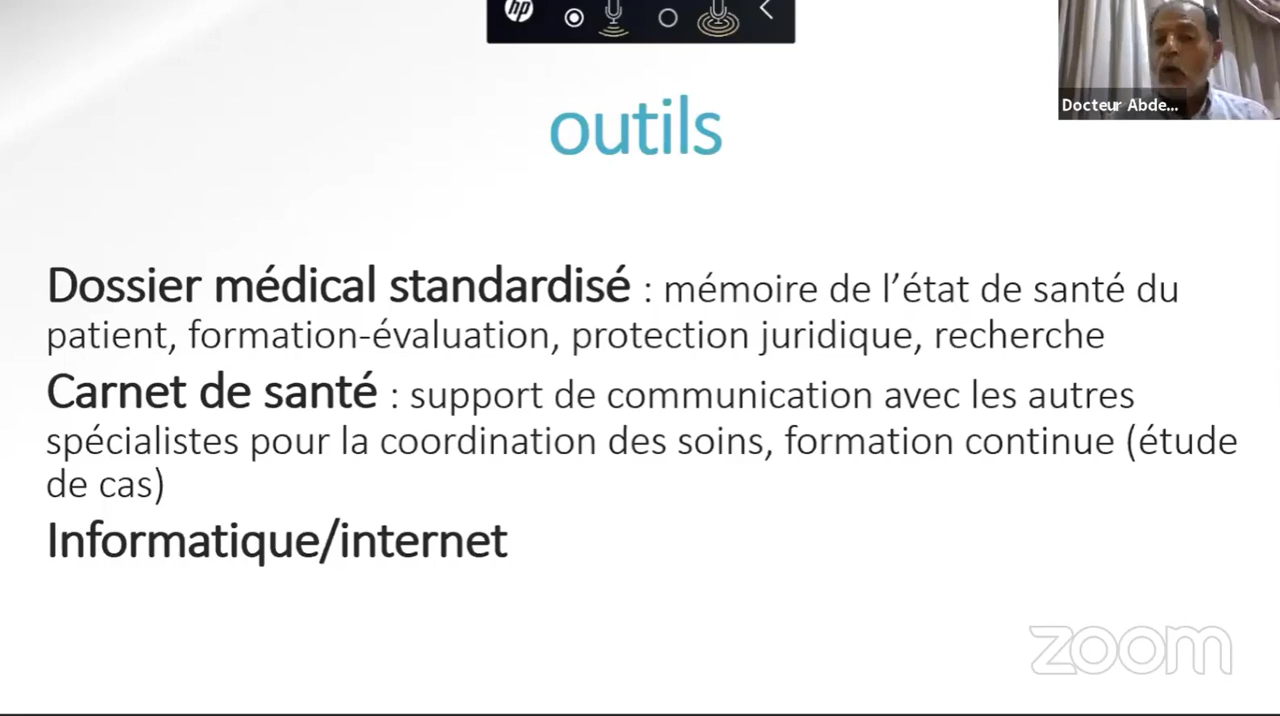 hp
Docteur Abde...
outils
Dossier médical standardisé : mémoire de l’état de santé du
patient, formation-évaluation, protection juridique, recherche
Carnet de santé : support de communication avec les autres
spécialistes pour la coordination des soins, formation continue (étude
de cas)
Informatique/internet
zoom